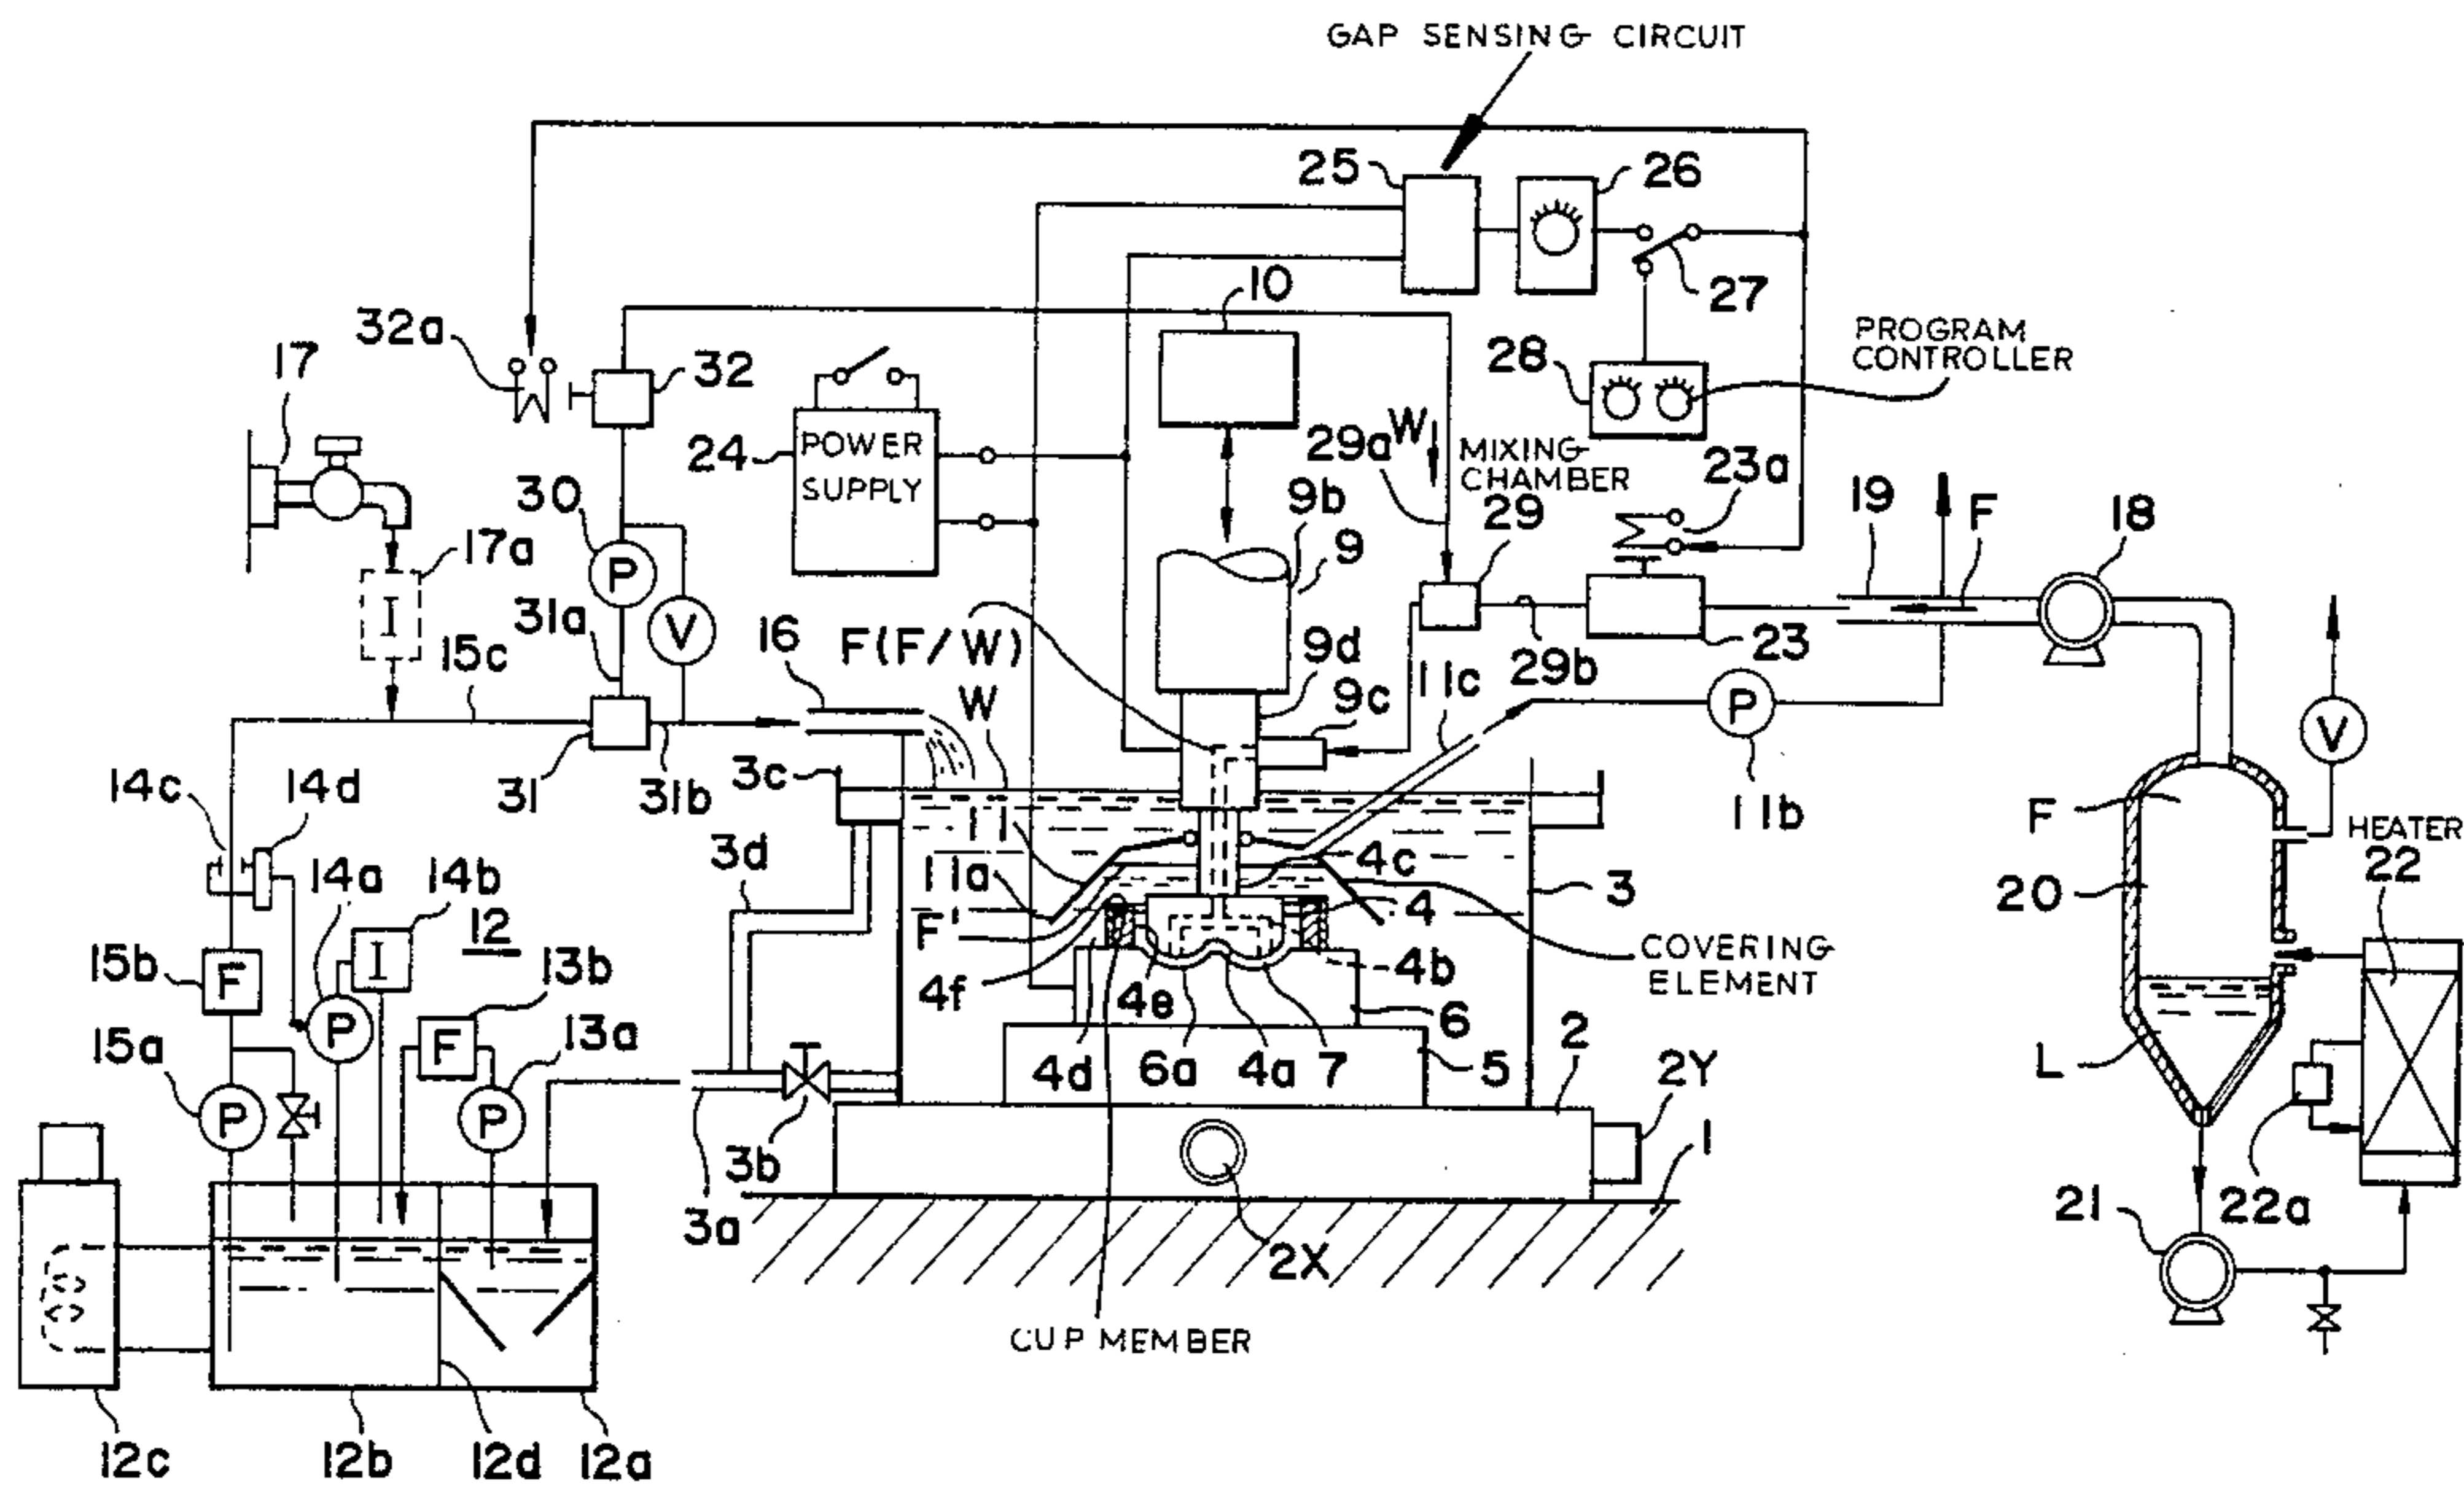 GAP SENSING CIRCUIT
25
26
27
10
32a
32
17
PROGRAM
CONTROLLER
28
24
POWER
SUPPLY
29a
W
MIXING
CHAMBER
23a
9b
29
19
F
18
30
P
17a
I
9
31a
V
15c
16
F(F/W)
W
9d
9c
29b
11c
23
P
V
31
31b
3c
11b
14c
14d
11
F
HEATER
22
3d
4c
14a
14b
11a
4
3
20
12
F
COVERING
ELEMENT
15b
F
I
13b
4f
4e
4b
6
15a
P
F
13a
4d
6a
4a
7
5
2
2Y
L
P
P
3b
1
3a
2X
22a
21
CUP MEMBER
12c
12b
12d
12a